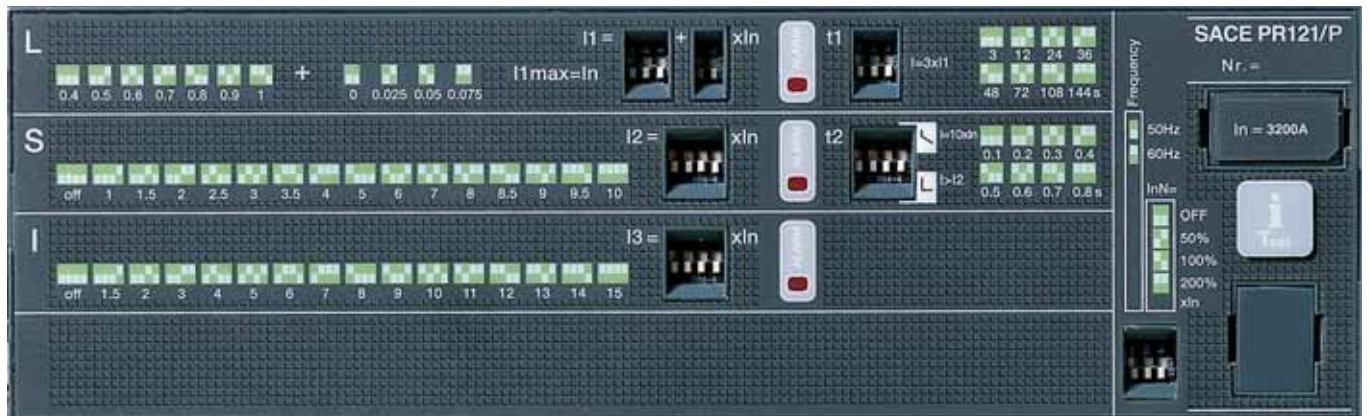 L
I1 = + xIn
I1max=In
0.4 0.5 0.6 0.7 0.8 0.9 1 + 0 0.025 0.05 0.075
ALARM
t1
I=3xI1
3 12 24 36
48 72 108 144s
S
I2= xIn
off 1 1.5 2 2.5 3 3.5 4 5 6 7 8 8.5 9 9.5 10
ALARM
t2
I=10xIn
t>I2
0.1 0.2 0.3 0.4
0.5 0.6 0.7 0.8s
I
I3= xIn
off 1.5 2 3 4 5 6 7 8 9 10 11 12 13 14 15
ALARM
Frequency
50Hz
60Hz
InN=
OFF
50%
100%
200%
xIn
SACE PR121/P
Nr.=
In = 3200A
i
Test